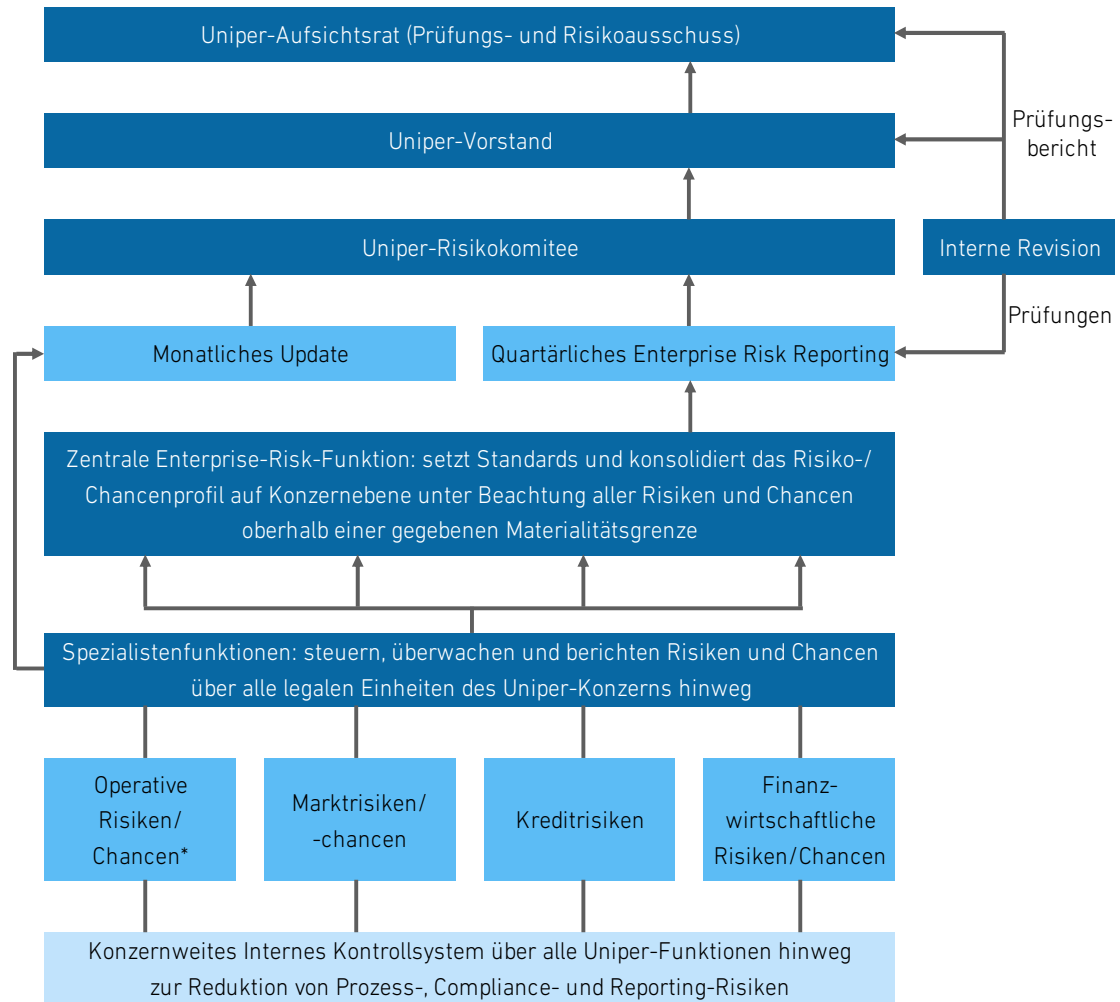 Uniper-Aufsichtsrat (Prüfungs- und Risikoausschuss)
Prüfungs-
bericht
Uniper-Vorstand
Uniper-Risikokomitee
Interne Revision
Prüfungen
Monatliches Update
Quartärliches Enterprise Risk Reporting
Zentrale Enterprise-Risk-Funktion: setzt Standards und konsolidiert das Risiko-/
Chancenprofil auf Konzernebene unter Beachtung aller Risiken und Chancen
oberhalb einer gegebenen Materialitätsgrenze
Spezialistenfunktionen: steuern, überwachen und berichten Risiken und Chancen
über alle legalen Einheiten des Uniper-Konzerns hinweg
Operative
Risiken/
Chancen*
Marktrisiken/
-chancen
Kreditrisiken
Finanz-
wirtschaftliche
Risiken/Chancen
Konzernweites Internes Kontrollsystem über alle Uniper-Funktionen hinweg
zur Reduktion von Prozess-, Compliance- und Reporting-Risiken